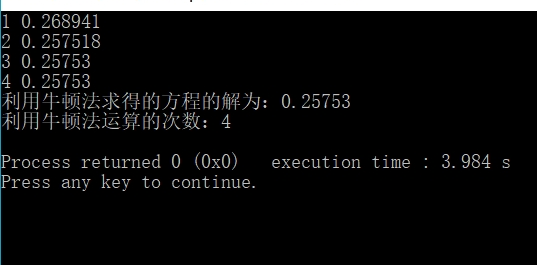 1 0.268941
2 0.257518
3 0.25753
4 0.25753
利用牛顿法求得的方程的解为：0.25753
利用牛顿法运算的次数：4
Process returned 0 (0x0)   execution time : 3.984 s
Press any key to continue.